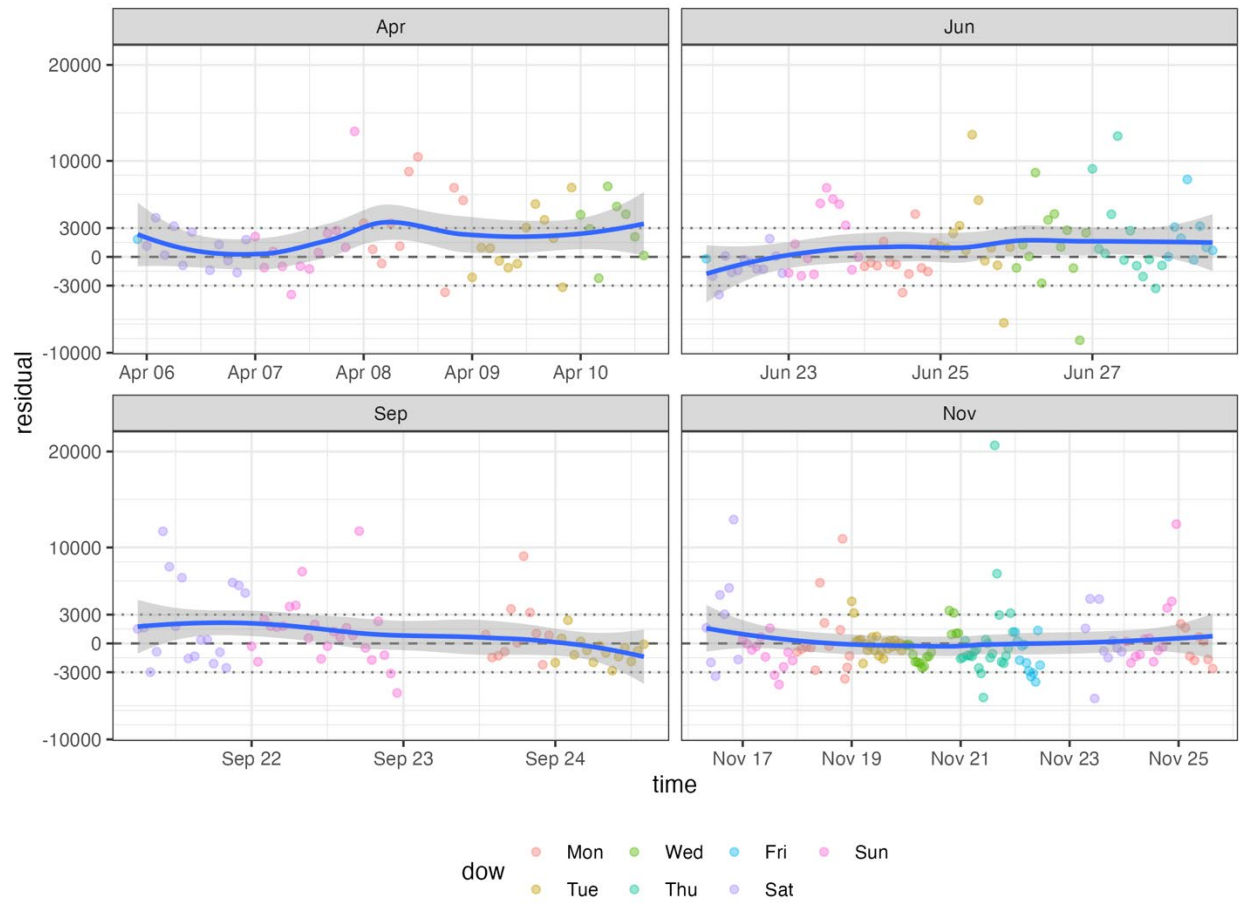 Apr
Jun
20000
10000
3000
0
-3000
-10000
Apr 06 Apr 07 Apr 08 Apr 09 Apr 10
Jun 23 Jun 25 Jun 27
residual
Sep
Nov
20000
10000
3000
0
-3000
-10000
Sep 22 Sep 23 Sep 24
Nov 17 Nov 19 Nov 21 Nov 23 Nov 25
time
dow
Mon Wed Fri Sun
Tue Thu Sat